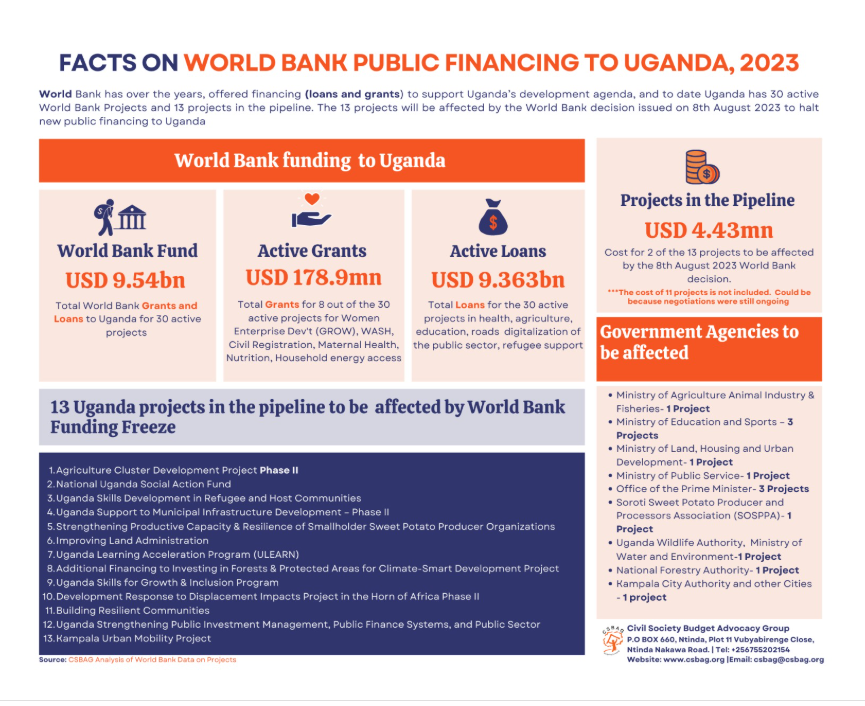 FACTS ON WORLD BANK PUBLIC FINANCING TO UGANDA, 2023
World Bank has over the years, offered financing (loans and grants) to support Uganda's development agenda, and to date Uganda has 30 active
World Bank Projects and 13 projects in the pipeline. The 13 projects will be affected by the World Bank decision issued on 8th August 2023 to halt
new public financing to Uganda
World Bank funding to Uganda
World Bank Fund
USD 9.54bn
Total World Bank Grants and
Loans to Uganda for 30 active
projects
Active Grants
USD 178.9mn
Total Grants for 8 out of the 30
active projects for Women
Enterprise Dev't (GROW), WASH,
Civil Registration, Maternal Health,
Nutrition, Household energy access
Active Loans
USD 9.363bn
Total Loans for the 30 active
projects in health, agriculture,
education, roads digitalization of
the public sector, refugee support
Projects in the Pipeline
USD 4.43mn
Cost for 2 of the 13 projects to be affected
by the 8th August 2023 World Bank
decision.
***The cost of 11 projects is not included. Could be
because negotiations were still ongoing
13 Uganda projects in the pipeline to be affected by World Bank
Funding Freeze
1. Agriculture Cluster Development Project Phase II
2. National Uganda Social Action Fund
3. Uganda Skills Development in Refugee and Host Communities
4. Uganda Support to Municipal Infrastructure Development – Phase II
5. Strengthening Productive Capacity & Resilience of Smallholder Sweet Potato Producer Organizations
6. Improving Land Administration
7. Uganda Learning Acceleration Program (ULEARN)
8. Additional Financing to Investing in Forests & Protected Areas for Climate-Smart Development Project
9. Uganda Skills for Growth & Inclusion Program
10. Development Response to Displacement Impacts Project in the Horn of Africa Phase II
11. Building Resilient Communities
12. Uganda Strengthening Public Investment Management, Public Finance Systems, and Public Sector
13. Kampala Urban Mobility Project
Source: CSBAG Analysis of World Bank Data on Projects
Government Agencies to
be affected
• Ministry of Agriculture Animal Industry &
Fisheries- 1 Project
• Ministry of Education and Sports – 3
Projects
• Ministry of Land, Housing and Urban
Development- 1 Project
• Ministry of Public Service- 1 Project
• Office of the Prime Minister- 3 Projects
• Soroti Sweet Potato Producer and
Processors Association (SOSPPA)- 1
Project
• Uganda Wildlife Authority, Ministry of
Water and Environment-1 Project
• National Forestry Authority- 1 Project
• Kampala City Authority and other Cities
- 1 project
CSBAG
Civil Society Budget Advocacy Group
P.O BOX 660, Ntinda, Plot 11 Vubyabirenge Close,
Ntinda Nakawa Road. | Tel: +256755202154
Website: www.csbag.org |Email: csbag@csbag.org